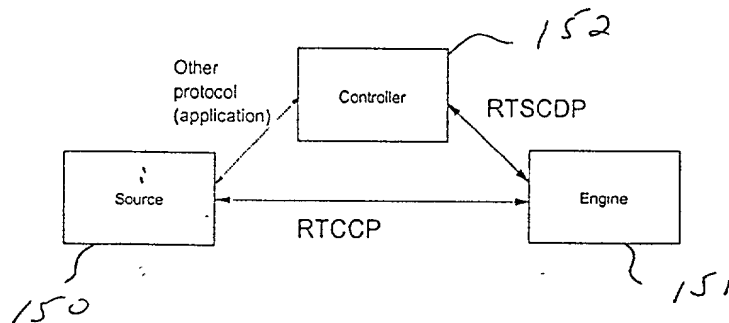 152
Other
protocol
(application)
Controller
RTSCDP
Source
Engine
RTCCP
150
151